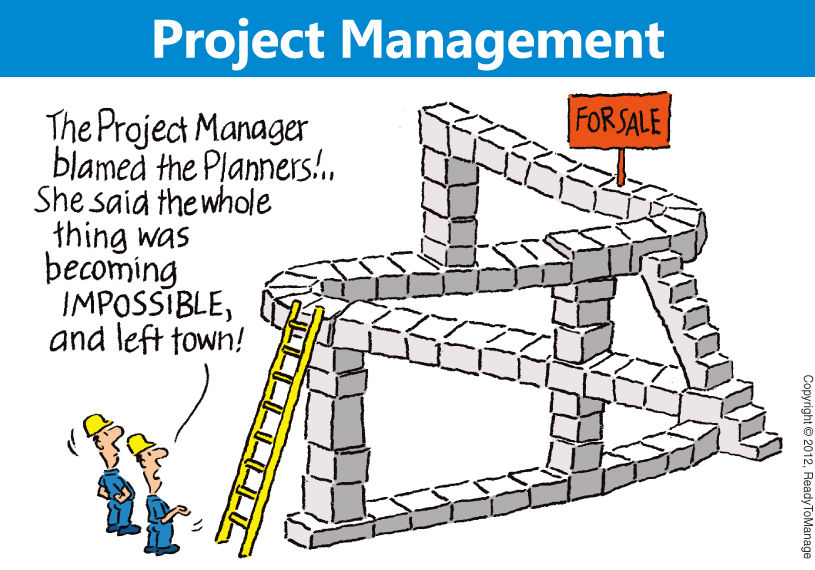 Project Management
The Project Manager
blamed the Planners!..
She said the whole
thing was
becoming
IMPOSSIBLE,
and left town!
FOR SALE
Copyright © 2012, ReadyToManage